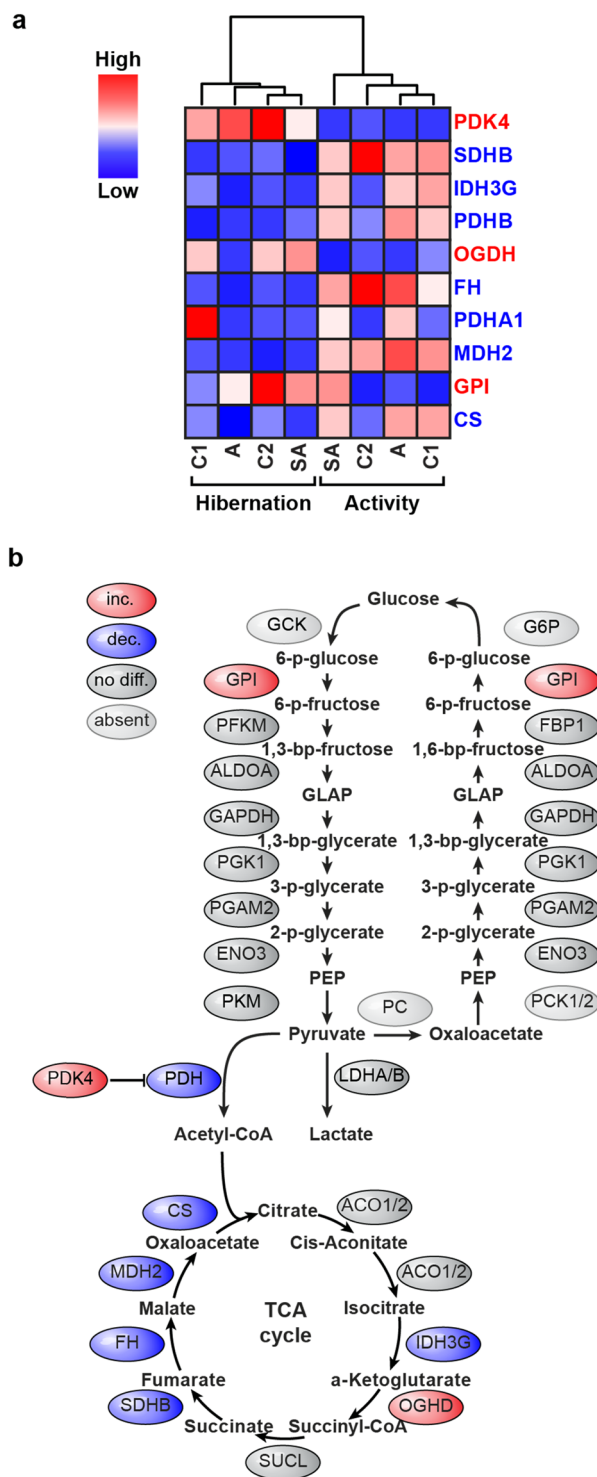 a
High
Low
PDK4
SDHB
IDH3G
PDHB
OGDH
FH
PDHA1
MDH2
GPI
CS
C1 A C2 SA SA C2 A C1
Hibernation Activity
b
inc.
dec.
no diff.
absent
Glucose
GCK G6P
6-p-glucose 6-p-glucose
GPI GPI
6-p-fructose 6-p-fructose
PFKM FBP1
1,3-bp-fructose 1,6-bp-fructose
ALDOA ALDOA
GLAP GLAP
GAPDH GAPDH
1,3-bp-glycerate 1,3-bp-glycerate
PGK1 PGK1
3-p-glycerate 3-p-glycerate
PGAM2 PGAM2
2-p-glycerate 2-p-glycerate
ENO3 ENO3
PEP PEP
PKM PC PCK1/2
Pyruvate Oxaloacetate
PDK4 PDH LDHA/B
Acetyl-CoA Lactate
CS Citrate ACO1/2
Oxaloacetate Cis-Aconitate
MDH2 ACO1/2
Malate TCA Isocitrate
cycle
FH IDH3G
Fumarate a-Ketoglutarate
SDHB OGHD
Succinate Succinyl-CoA
SUCL